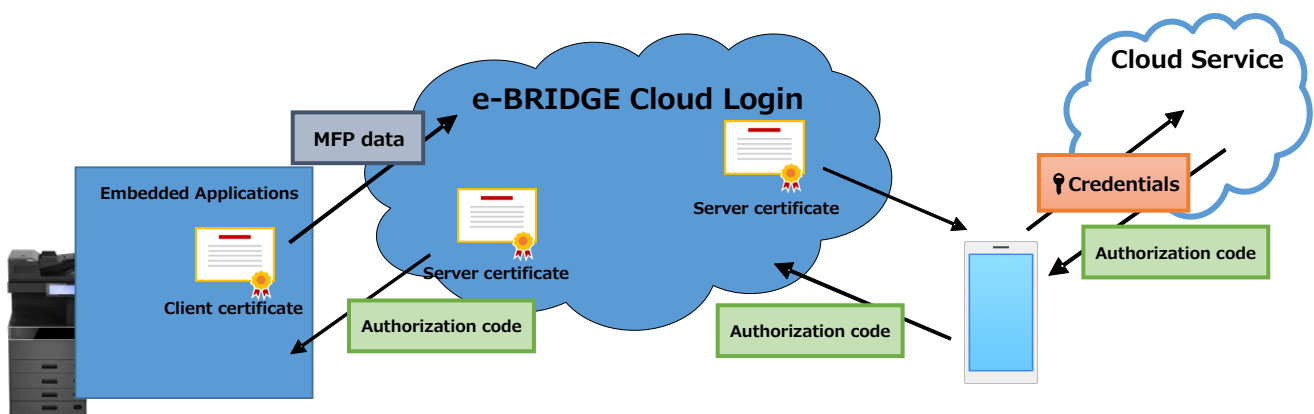 Cloud Service
e-BRIDGE Cloud Login
MFP data
Embedded Applications
Credentials
Server certificate
Authorization code
Server certificate
Client certificate
Authorization code
Authorization code